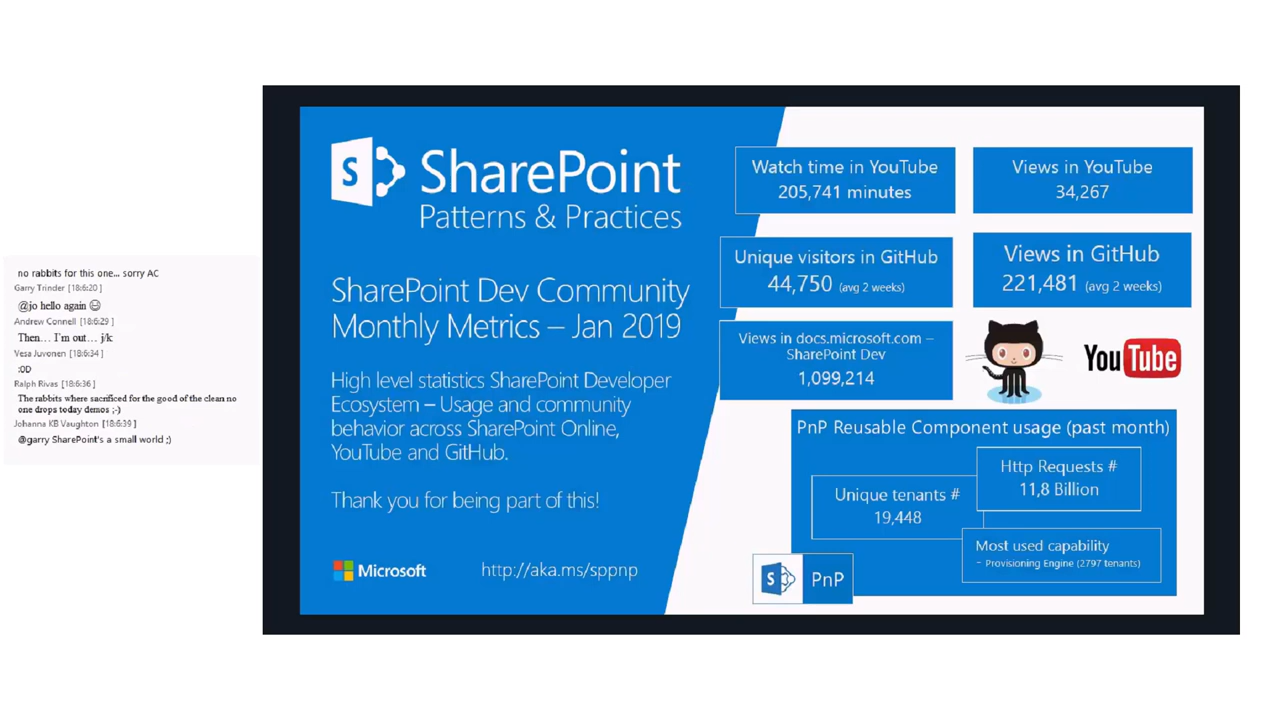 no rabbits for this one... sorry AC
Garry Trinder [18:6:20 ]
@jo hello again 😄
Andrew Connell [18:6:29 ]
Then… I'm out… j/k
Vesa Juvonen [18:6:34 ]
:0D
Ralph Rivas [18:6:36 ]
The rabbits where sacrificed for the good of the clean no
one drops today demos ;-)
Johanna KB Vaughton [18:6:39 ]
@garry SharePoint's a small world ;)
S
SharePoint
Patterns & Practices
SharePoint Dev Community
Monthly Metrics – Jan 2019
High level statistics SharePoint Developer
Ecosystem – Usage and community
behavior across SharePoint Online,
YouTube and GitHub.
Thank you for being part of this!
Microsoft
http://aka.ms/sppnp
Watch time in YouTube
205,741 minutes
Views in YouTube
34,267
Unique visitors in GitHub
44,750 (avg 2 weeks)
Views in GitHub
221,481 (avg 2 weeks)
Views in docs.microsoft.com –
SharePoint Dev
1,099,214
YouTube
PnP Reusable Component usage (past month)
Http Requests #
11,8 Billion
Unique tenants #
19,448
Most used capability
- Provisioning Engine (2797 tenants)
S
PnP